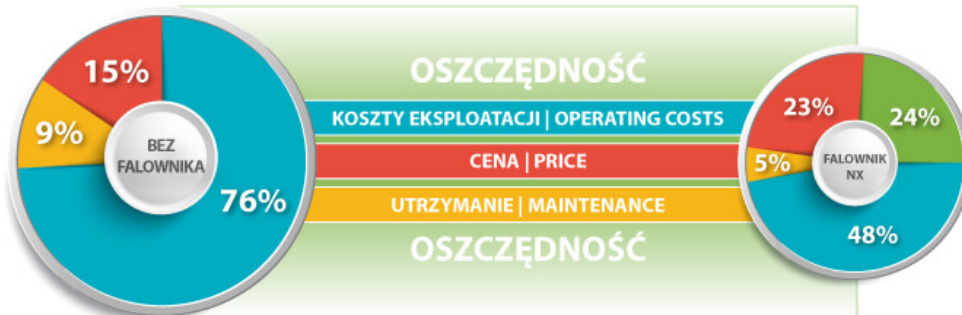 15%
9%
BEZ
FALOWNIKA
76%
OSZCZĘDNOŚĆ
KOSZTY EKSPLOATACJI | OPERATING COSTS
CENA | PRICE
UTRZYMANIE | MAINTENANCE
OSZCZĘDNOŚĆ
23%
24%
5%
FALOWNIK
NX
48%